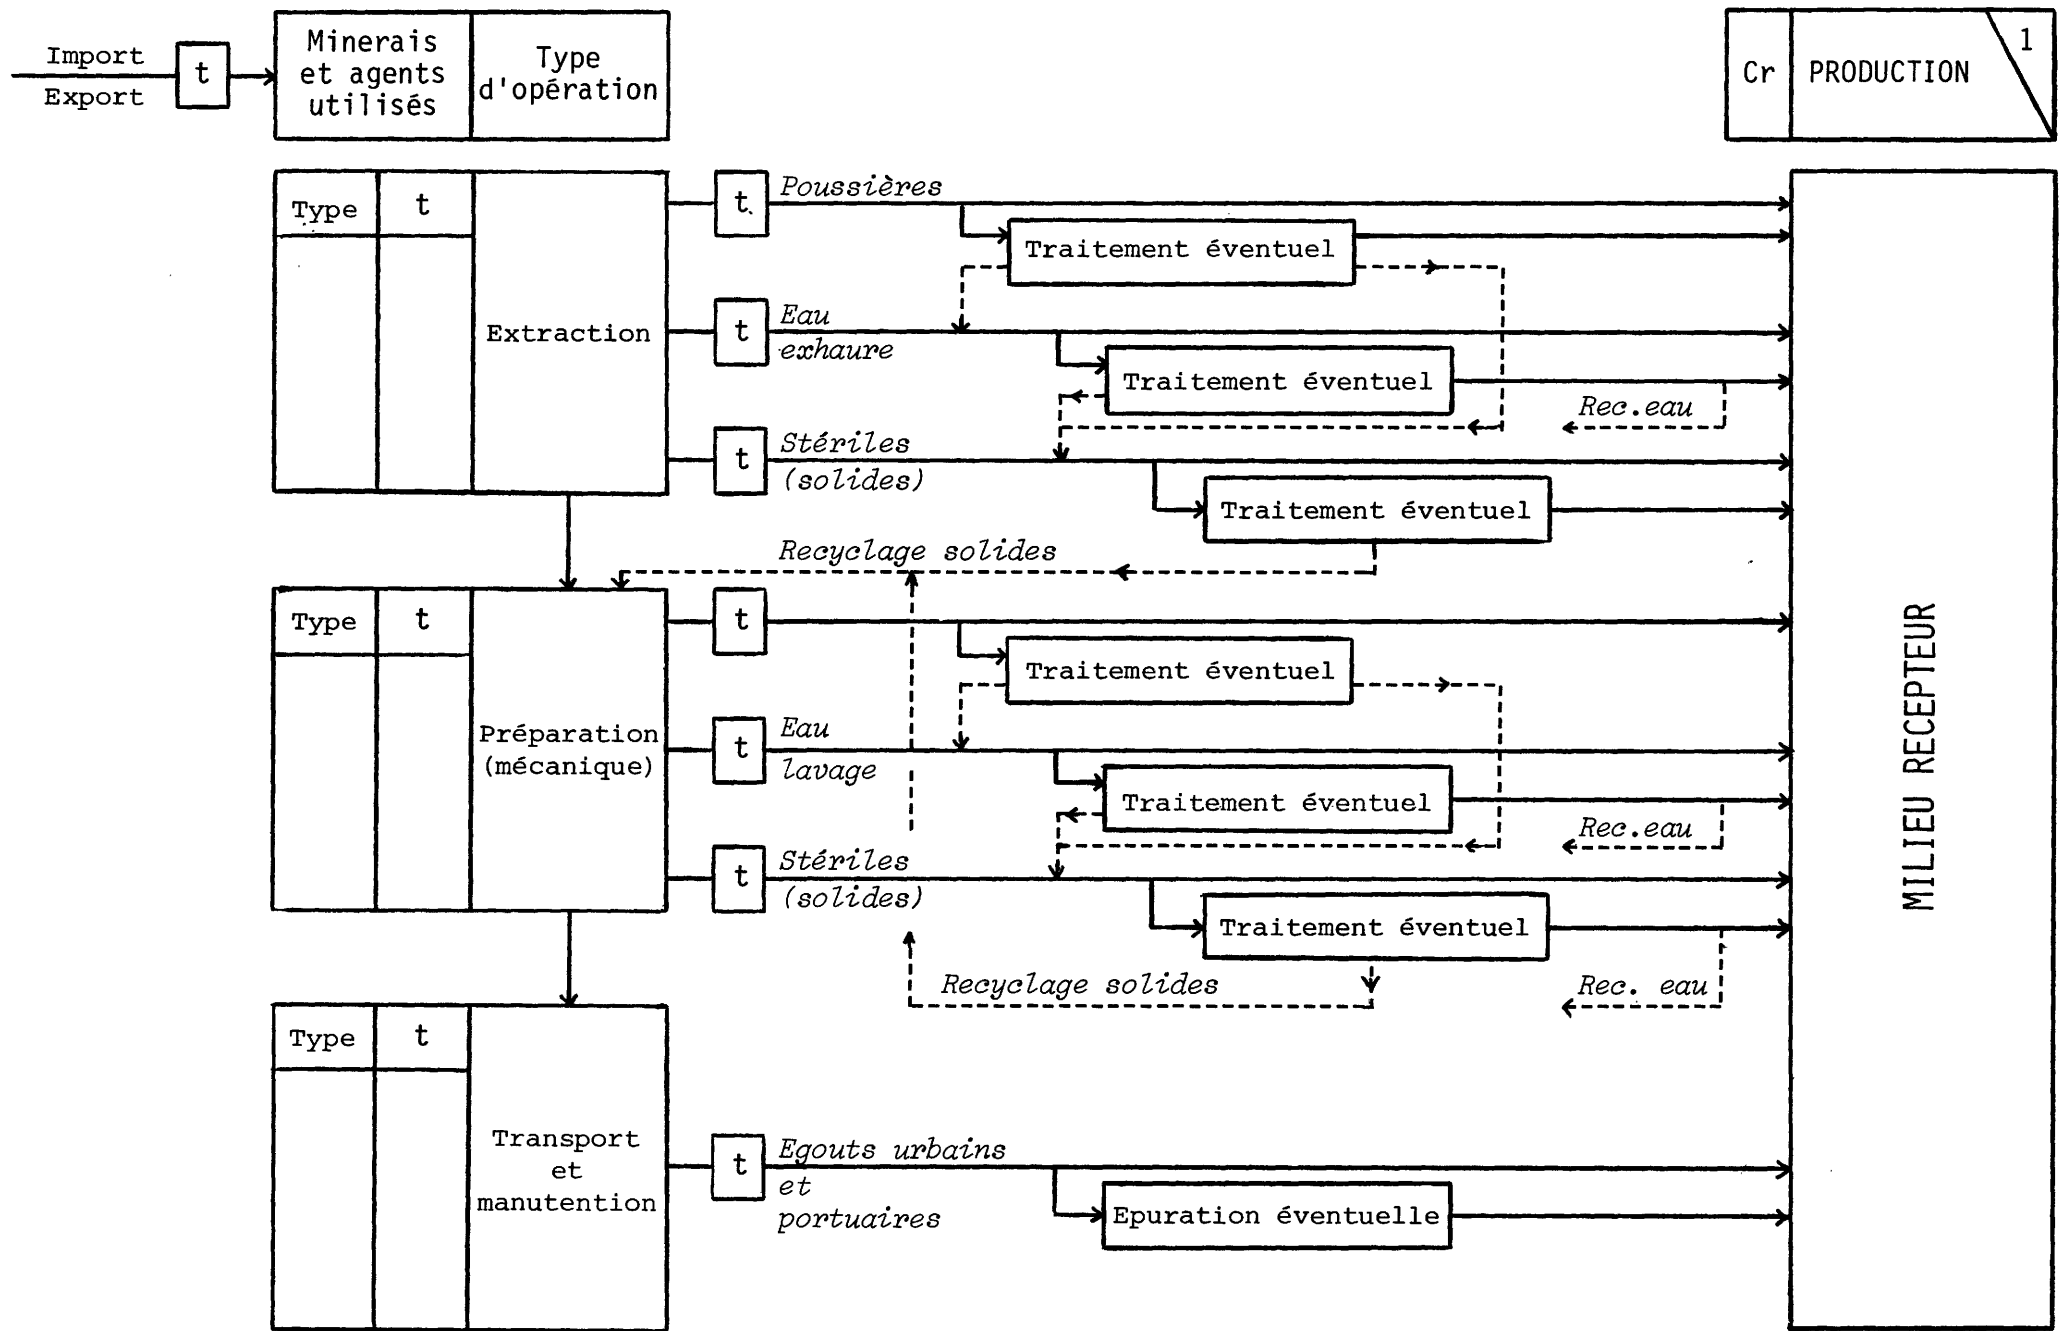 Import
Export
t
Minerais
et agents
utilisés
Type
d'opération
Cr
PRODUCTION
1
Type
t
Extraction
t
Poussières
Traitement éventuel
t
Eau
exhaure
Traitement éventuel
Rec.eau
t
Stériles
(solides)
Traitement éventuel
Recyclage solides
Type
t
Préparation
(mécanique)
t
Traitement éventuel
t
Eau
lavage
Traitement éventuel
Rec.eau
t
Stériles
(solides)
Traitement éventuel
Recyclage solides
Rec. eau
Type
t
Transport
et
manutention
t
Egouts urbains
et
portuaires
Epuration éventuelle
MILIEU RECEPTEUR